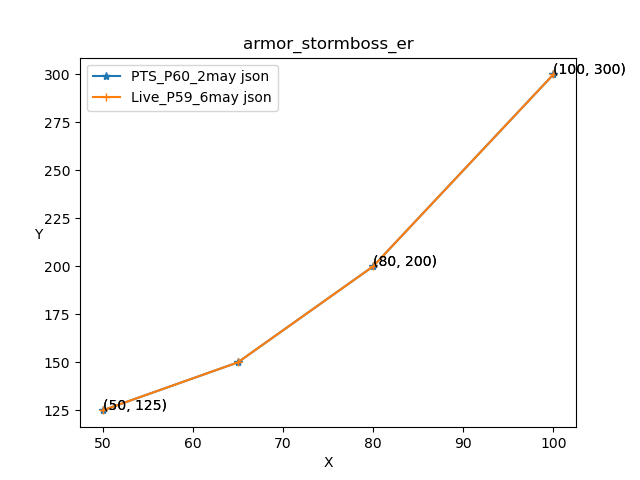 armor_stormboss_er
PTS_P60_2may json
Live_P59_6may json
(100, 300)
(80, 200)
(50, 125)
300
275
250
225
200
175
150
125
Y
50 60 70 80 90 100
X